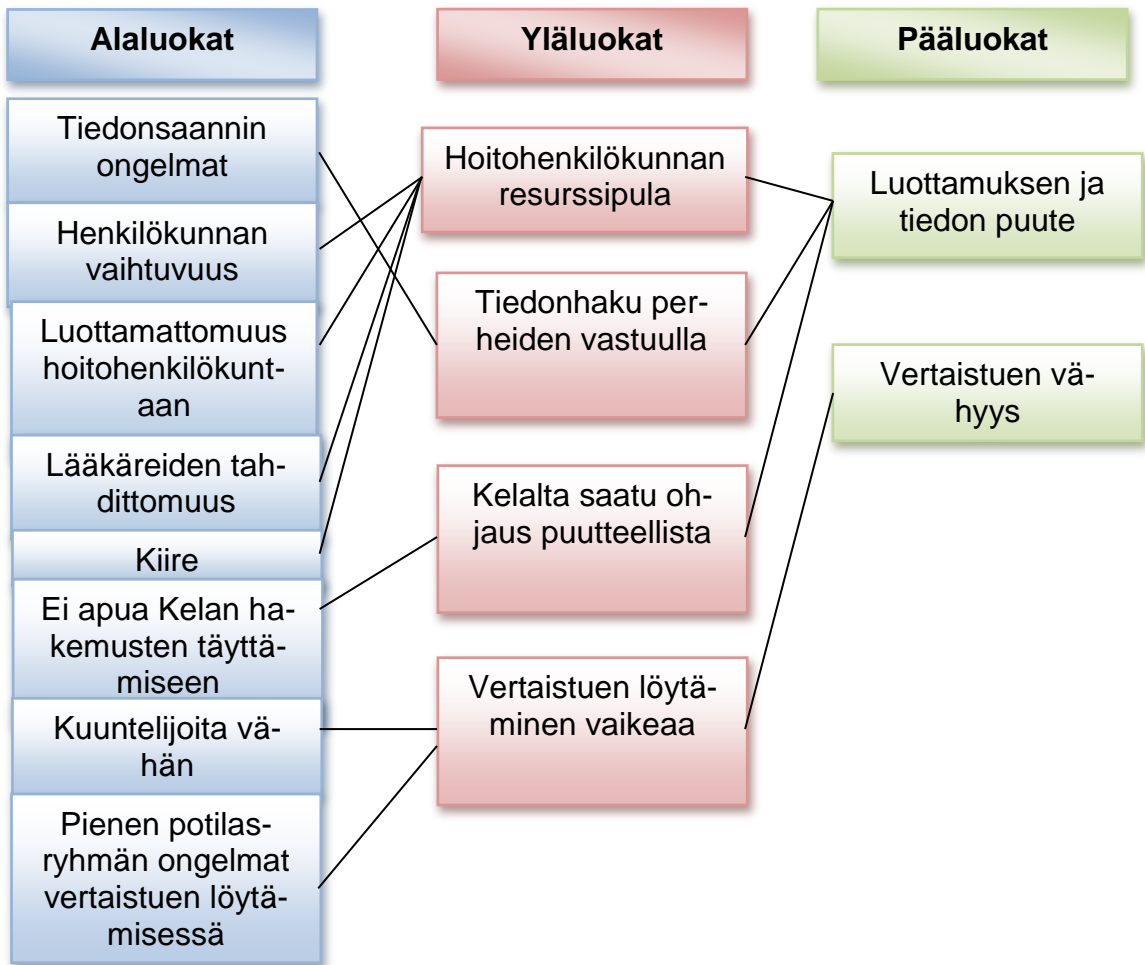 Alaluokat
Yläluokat
Pääluokat
Tiedonsaannin
ongelmat
Henkilökunnan
vaihtuvuus
Luottamattomuus
hoitohenkilökunt-
aan
Lääkäreiden tah-
dittomuus
Kiire
Ei apua Kelan ha-
kemusten täyttä-
miseen
Kuuntelijoita vä-
hän
Pienen potilas-
ryhmän ongelmat
vertaistuen löytä-
misessä
Hoitohenkilökunnan
resurssipula
Tiedonhaku per-
heiden vastuulla
Kelalta saatu oh-
jaus puutteellista
Vertaistuen löytä-
minen vaikeaa
Luottamuksen ja
tiedon puute
Vertaistuen vä-
hyys